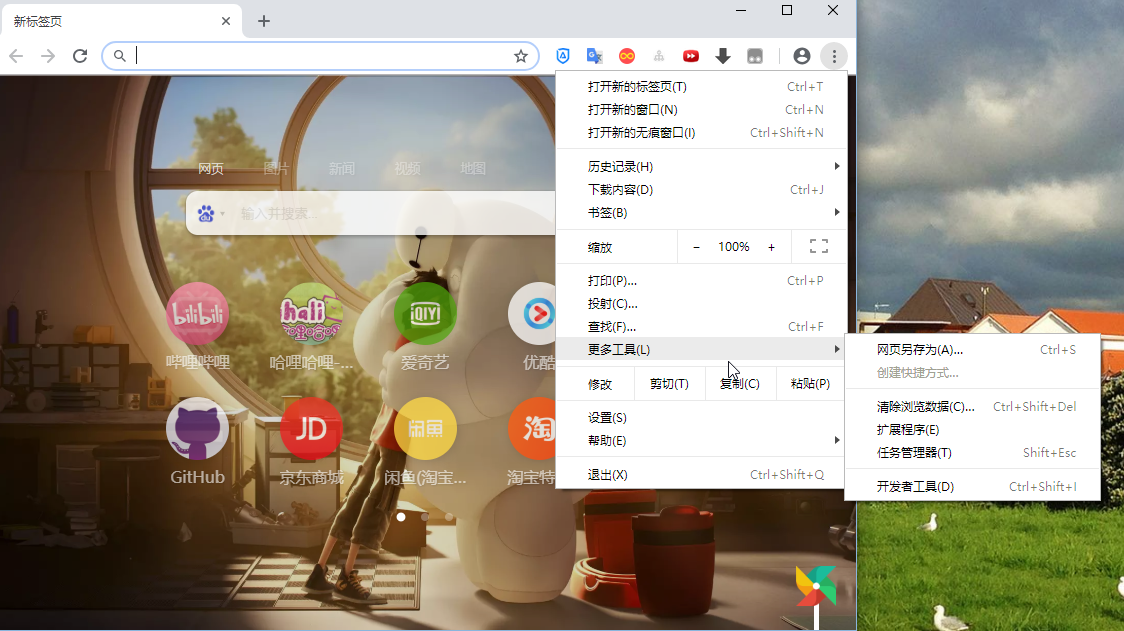 新标签页
打开新的标签页(T) Ctrl+T
打开新的窗口(N) Ctrl+N
打开新的无痕窗口(I) Ctrl+Shift+N
历史记录(H)
下载内容(D) Ctrl+J
书签(B)
缩放 − 100% +
打印(P)... Ctrl+P
投射(C)...
查找(F)... Ctrl+F
更多工具(L)
修改 剪切(T) 复制(C) 粘贴(P)
设置(S)
帮助(E)
退出(X) Ctrl+Shift+Q
网页另存为(A)... Ctrl+S
创建快捷方式...
清除浏览数据(C)... Ctrl+Shift+Del
扩展程序(E)
任务管理器(T) Shift+Esc
开发者工具(D) Ctrl+Shift+I
网页 图片 新闻 视频 地图
du 输入并搜索...
bilibili hali 哈哩哈哩 iQIYI
哔哩哔哩 哈哩哈哩-... 爱奇艺 优酷
JD 闲鱼 淘
GitHub 京东商城 闲鱼(淘宝... 淘宝特